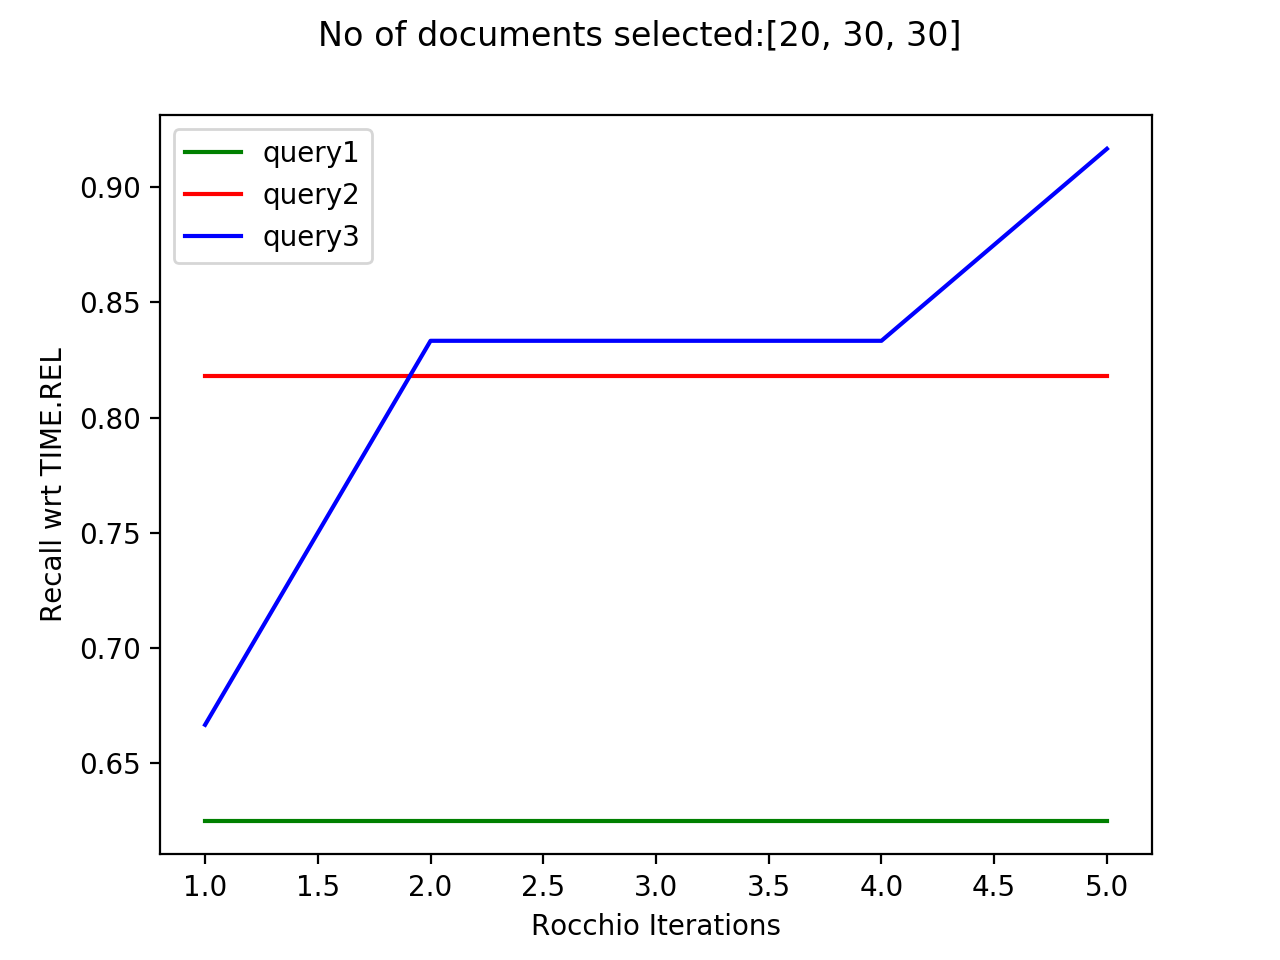 No of documents selected:[20, 30, 30]
query1
query2
query3
0.90
0.85
0.80
0.75
0.70
0.65
Recall wrt TIME.REL
1.0 1.5 2.0 2.5 3.0 3.5 4.0 4.5 5.0
Rocchio Iterations